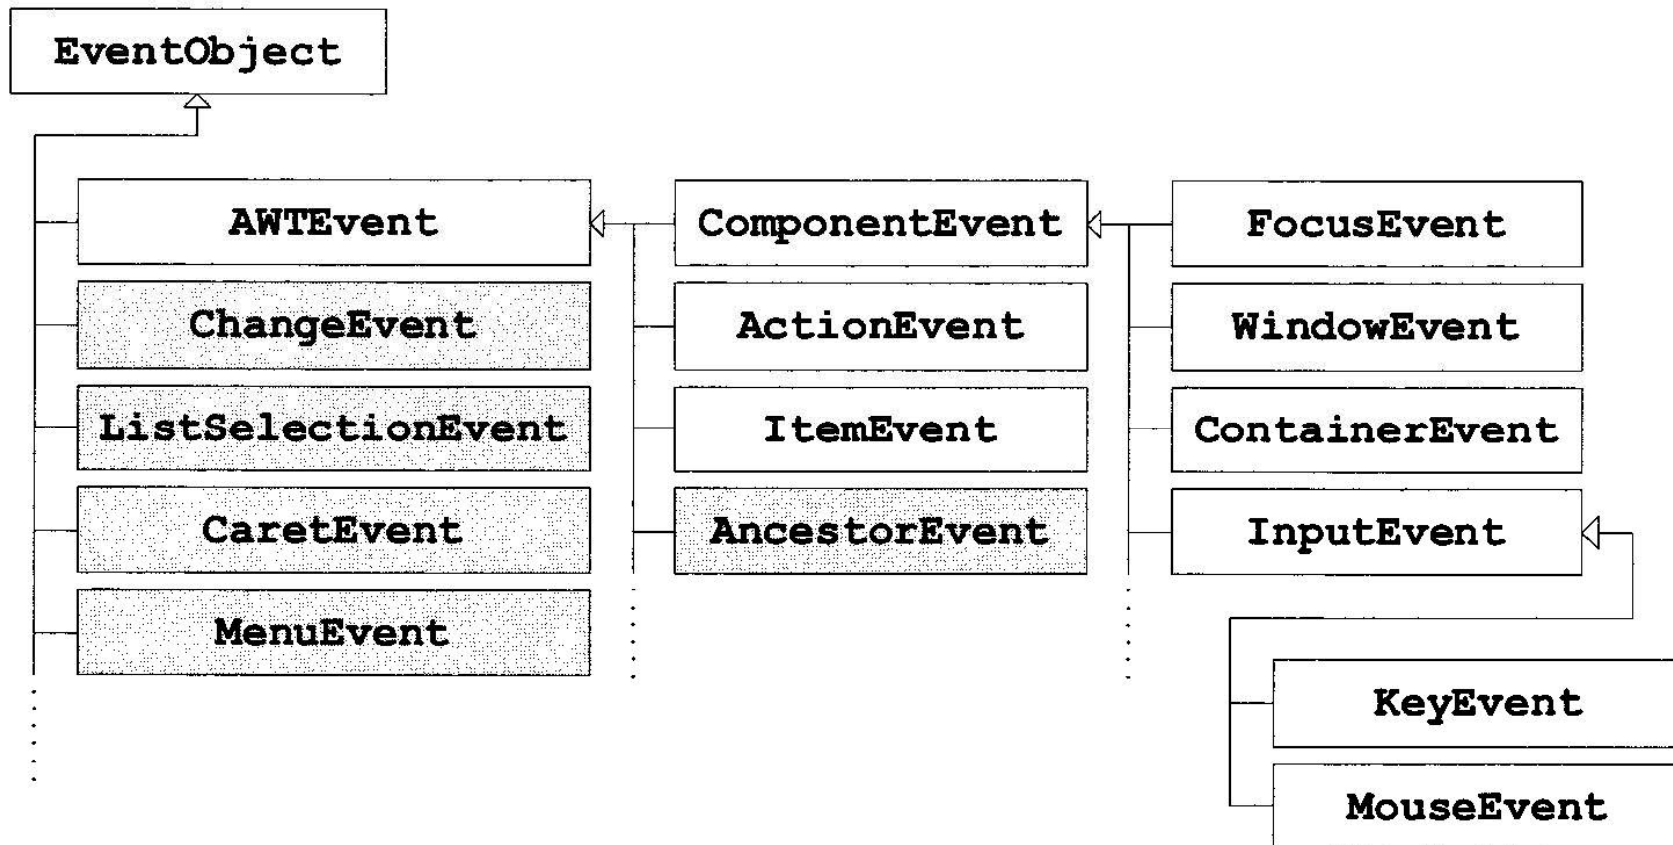 EventObject
AWTEvent
ComponentEvent
FocusEvent
ChangeEvent
ActionEvent
WindowEvent
ListSelectionEvent
ItemEvent
ContainerEvent
CaretEvent
AncestorEvent
InputEvent
MenuEvent
KeyEvent
MouseEvent